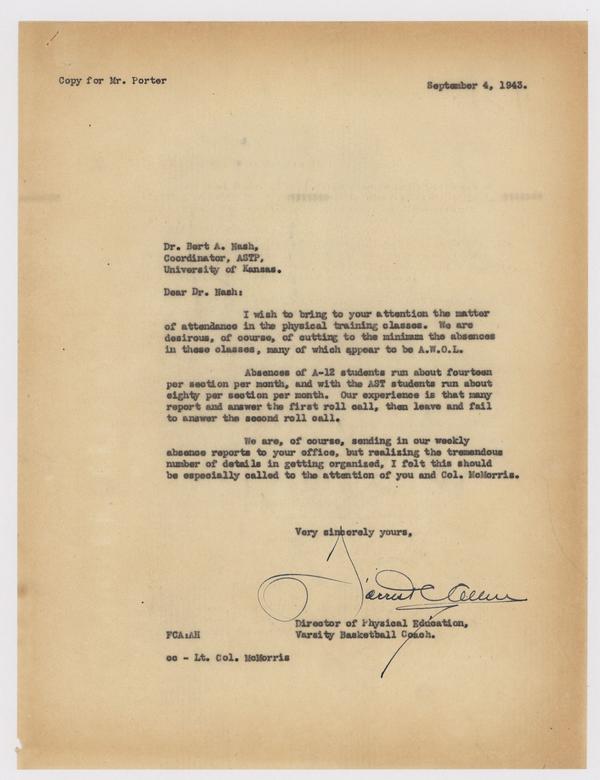 Copy for Mr. Porter
September 4, 1943.
Dr. Bert A. Nash,
Coordinator, ASTP,
University of Kansas.
Dear Dr. Nash:
I wish to bring to your attention the matter
of attendance in the physical training classes. We are
desirous, of course, of cutting to the minimum the absences
in these classes, many of which appear to be A.W.O.L.
Absences of A-12 students run about fourteen
per section per month, and with the AST students run about
eighty per section per month. Our experience is that many
report and answer the first roll call, then leave and fail
to answer the second roll call.
We are, of course, sending in our weekly
absence reports to your office, but realizing the tremendous
number of details in getting organized, I felt this should
be especially called to the attention of you and Col. McMorris.
Very sincerely yours,
Forrest C Allen
Director of Physical Education,
FCA:AH Varsity Basketball Coach.
cc - Lt. Col. McMorris